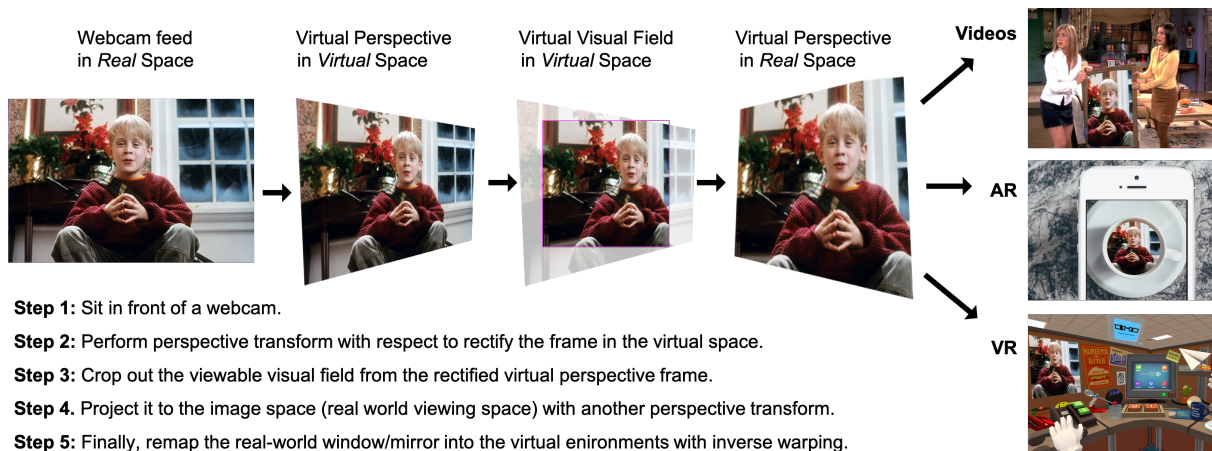 Webcam feed
in Real Space
Virtual Perspective
in Virtual Space
Virtual Visual Field
in Virtual Space
Virtual Perspective
in Real Space
Videos
AR
VR
Step 1: Sit in front of a webcam.
Step 2: Perform perspective transform with respect to rectify the frame in the virtual space.
Step 3: Crop out the viewable visual field from the rectified virtual perspective frame.
Step 4. Project it to the image space (real world viewing space) with another perspective transform.
Step 5: Finally, remap the real-world window/mirror into the virtual enironments with inverse warping.